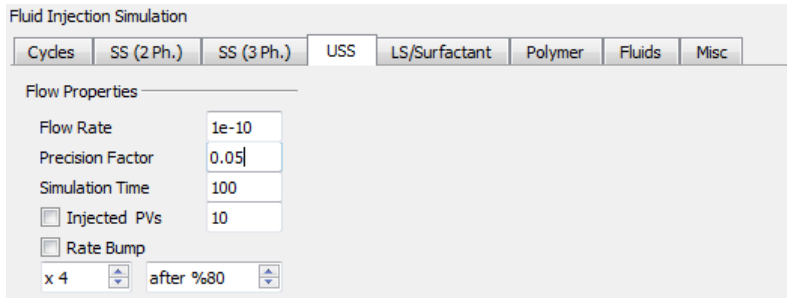 Fluid Injection Simulation
Cycles SS (2 Ph.) SS (3 Ph.) USS LS/Surfactant Polymer Fluids Misc
Flow Properties
Flow Rate 1e-10
Precision Factor 0.05
Simulation Time 100
Injected PVs 10
Rate Bump
x 4 after %80